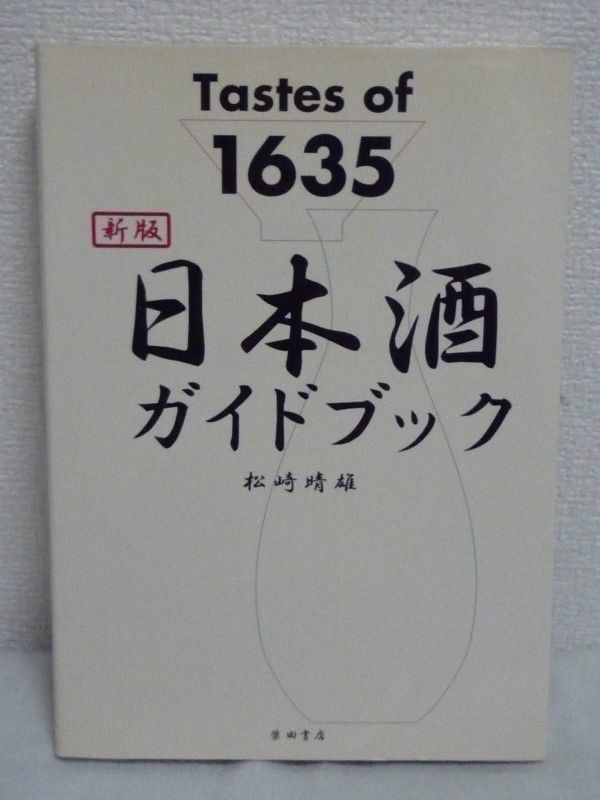 Tastes of
1635
新版
日本酒
ガイドブック
松崎晴雄
柴田書店